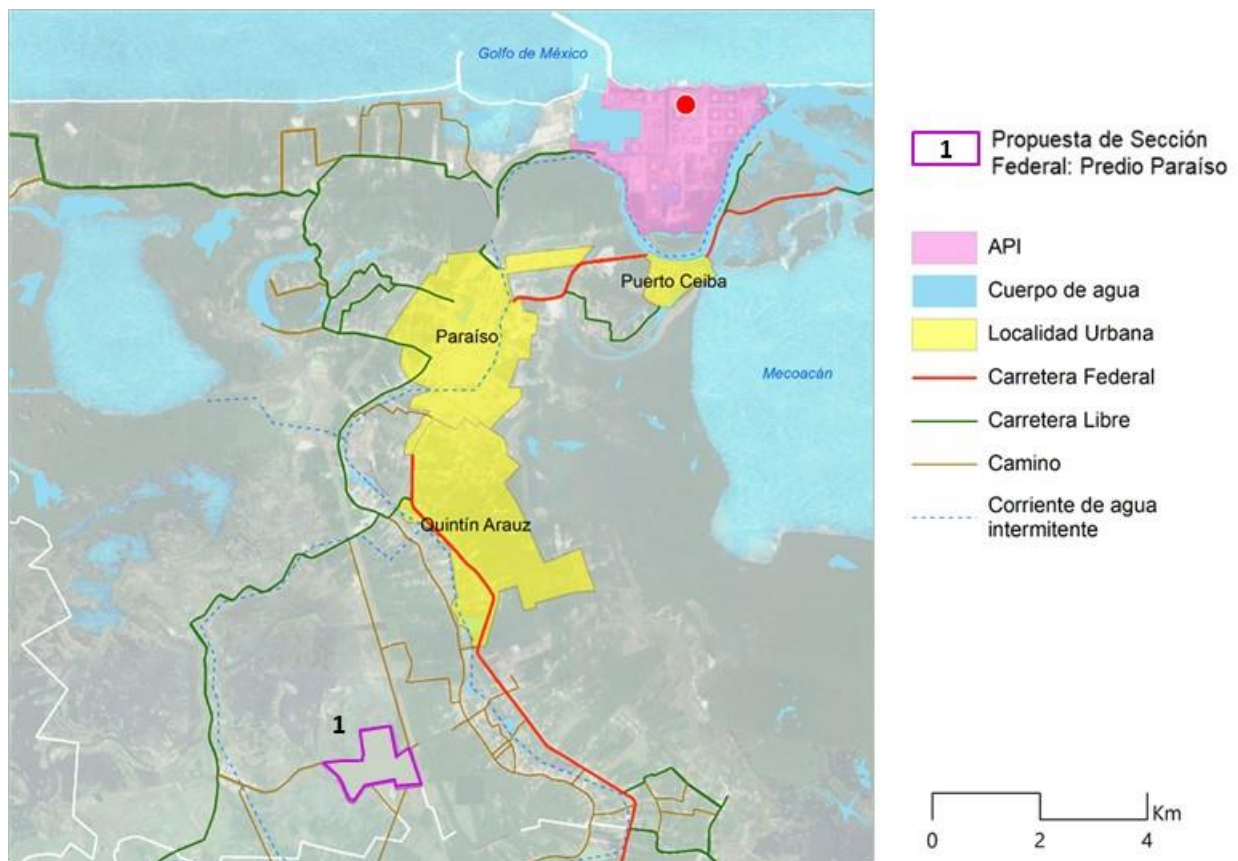 Golfo de México
Puerto Ceiba
Paraíso
Mecoacán
Quintín Arauz
1
1
Propuesta de Sección
Federal: Predio Paraíso
API
Cuerpo de agua
Localidad Urbana
Carretera Federal
Carretera Libre
Camino
Corriente de agua
intermitente
Km
0 2 4